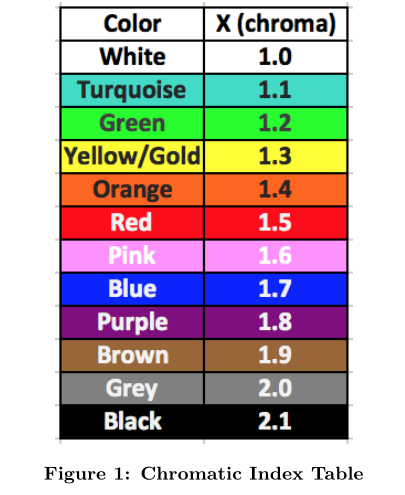 Color X (chroma)
White 1.0
Turquoise 1.1
Green 1.2
Yellow/Gold 1.3
Orange 1.4
Red 1.5
Pink 1.6
Blue 1.7
Purple 1.8
Brown 1.9
Grey 2.0
Black 2.1
Figure 1: Chromatic Index Table